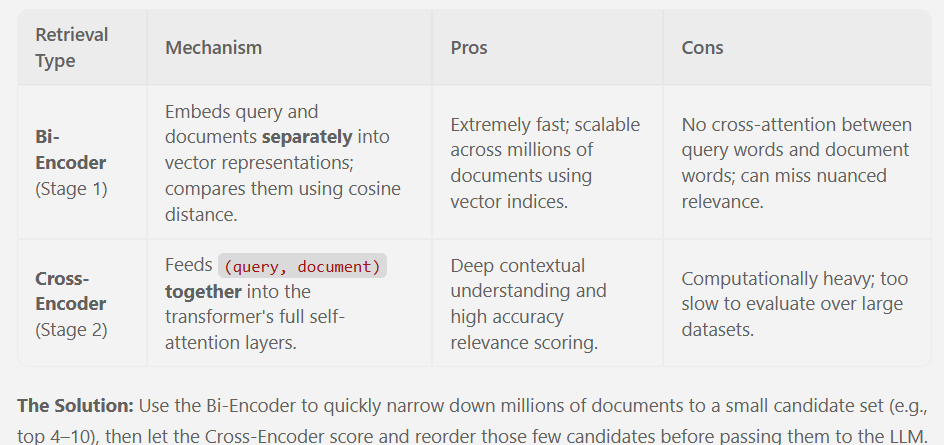 Retrieval
Type
Mechanism
Pros
Cons
Bi-
Encoder
(Stage 1)
Embeds query and
documents separately into
vector representations;
compares them using cosine
distance.
Extremely fast; scalable
across millions of
documents using
vector indices.
No cross-attention between
query words and document
words; can miss nuanced
relevance.
Cross-
Encoder
(Stage 2)
Feeds (query, document)
together into the
transformer's full self-
attention layers.
Deep contextual
understanding and
high accuracy
relevance scoring.
Computationally heavy; too
slow to evaluate over large
datasets.
The Solution: Use the Bi-Encoder to quickly narrow down millions of documents to a small candidate set (e.g.,
top 4–10), then let the Cross-Encoder score and reorder those few candidates before passing them to the LLM.